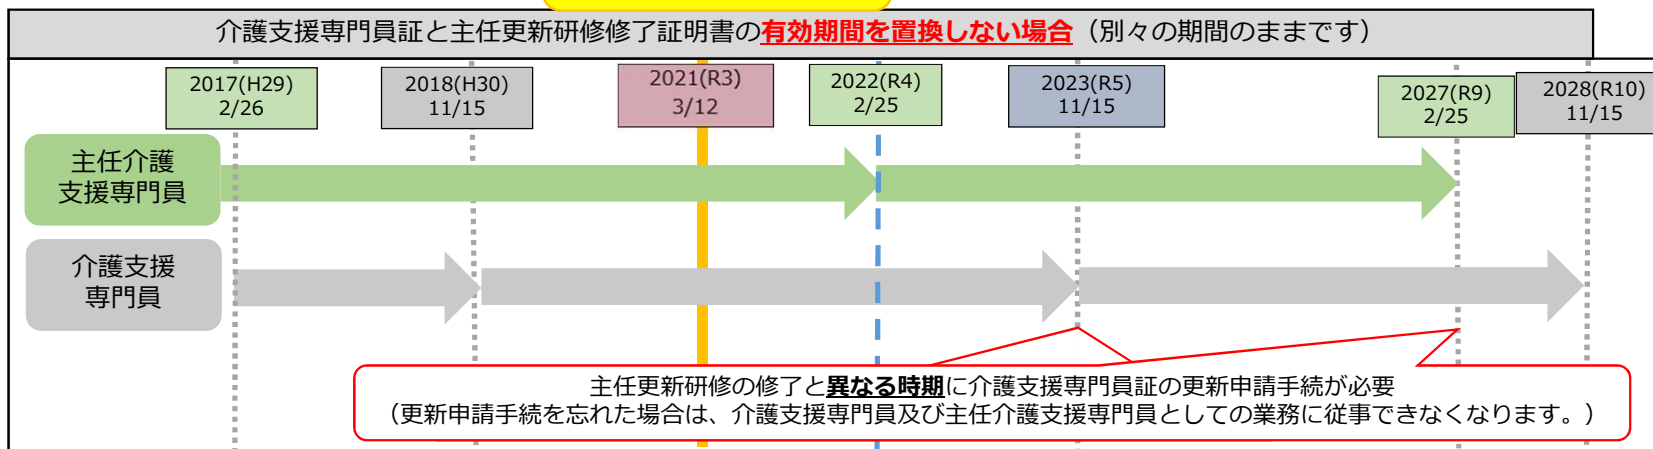 介護支援専門員証と主任更新研修修了証明書の有効期間を置換しない場合（別々の期間のままです）
2017(H29)
2/26
2018(H30)
11/15
2021(R3)
3/12
2022(R4)
2/25
2023(R5)
11/15
2027(R9)
2/25
2028(R10)
11/15
主任介護
支援専門員
介護支援
専門員
主任更新研修の修了と異なる時期に介護支援専門員証の更新申請手続が必要
（更新申請手続を忘れた場合は、介護支援専門員及び主任介護支援専門員としての業務に従事できなくなります。）